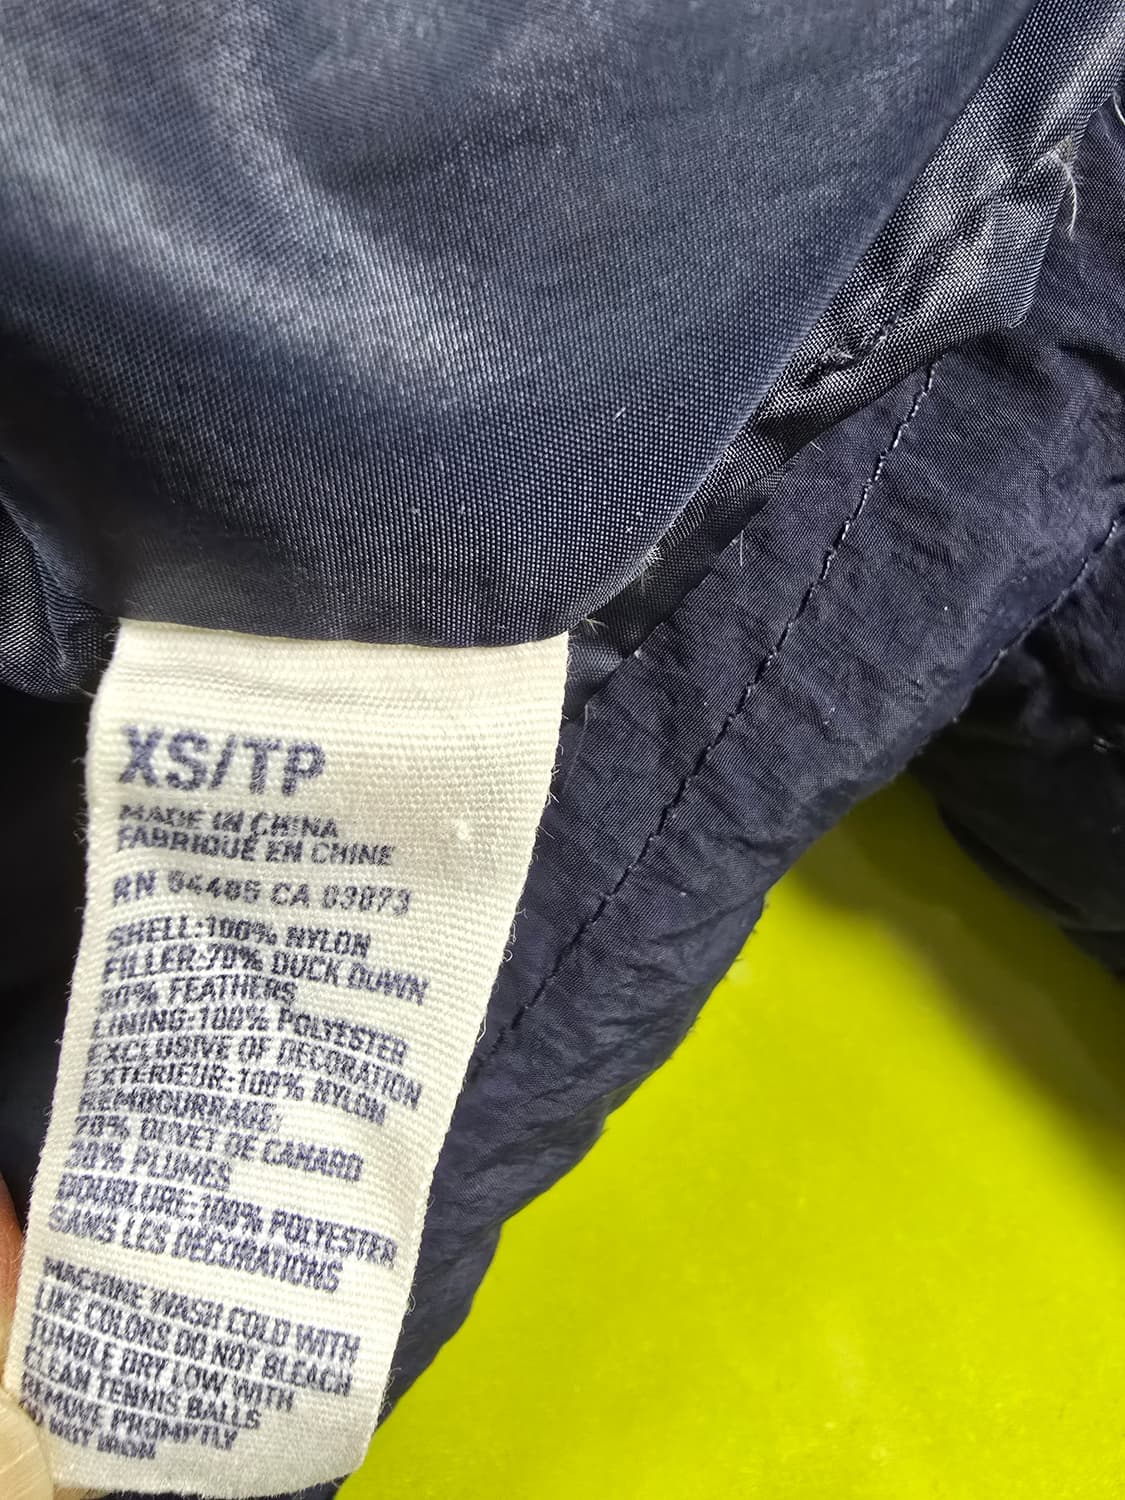 XS/TP
MADE IN CHINA
FABRIQUÉ EN CHINE
RN 54485 CA 03073
SHELL:100% NYLON
FILLER:70% DUCK DOWN
30% FEATHERS
LINING:100% POLYESTER
EXCLUSIVE OF DECORATION
EXTERIEUR:100% NYLON
REMBOURRAGE:
70% DUVET DE CANARD
30% PLUMES
DOUBLURE:100% POLYESTER
SANS LES DECORATIONS
MACHINE WASH COLD WITH
LIKE COLORS DO NOT BLEACH
TUMBLE DRY LOW WITH
CLEAN TENNIS BALLS
REMOVE PROMPTLY
DO NOT IRON